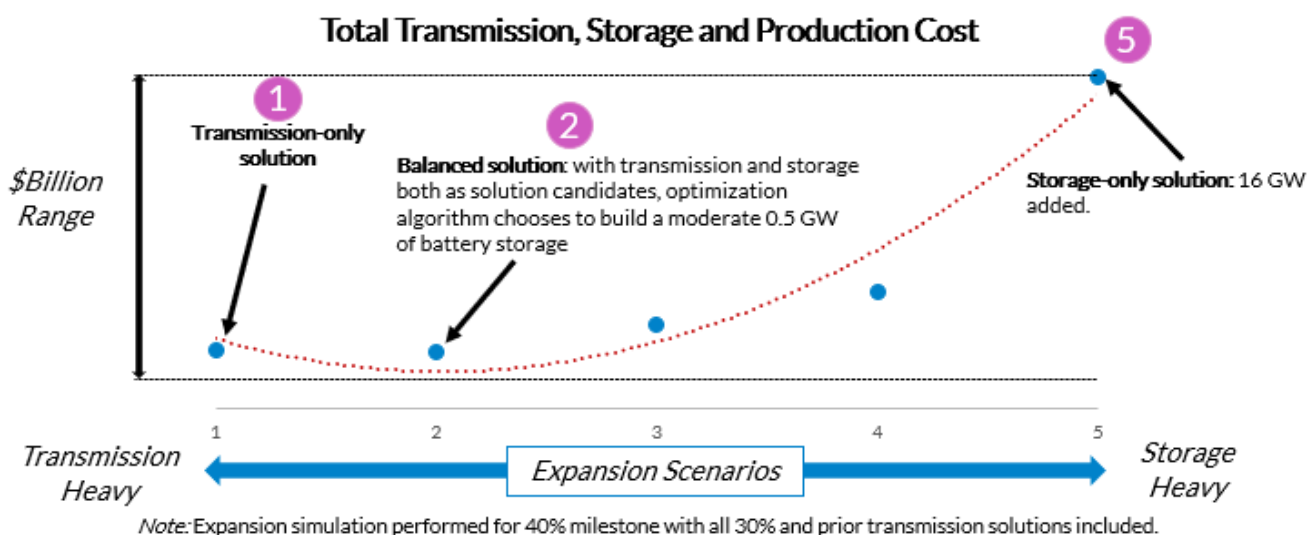 Total Transmission, Storage and Production Cost
5
1
Transmission-only
solution
2
Balanced solution: with transmission and storage
both as solution candidates, optimization
algorithm chooses to build a moderate 0.5 GW
of battery storage
Storage-only solution: 16 GW
added.
$Billion
Range
1
2
3
4
5
Transmission
Heavy
Expansion Scenarios
Storage
Heavy
Note: Expansion simulation performed for 40% milestone with all 30% and prior transmission solutions included.